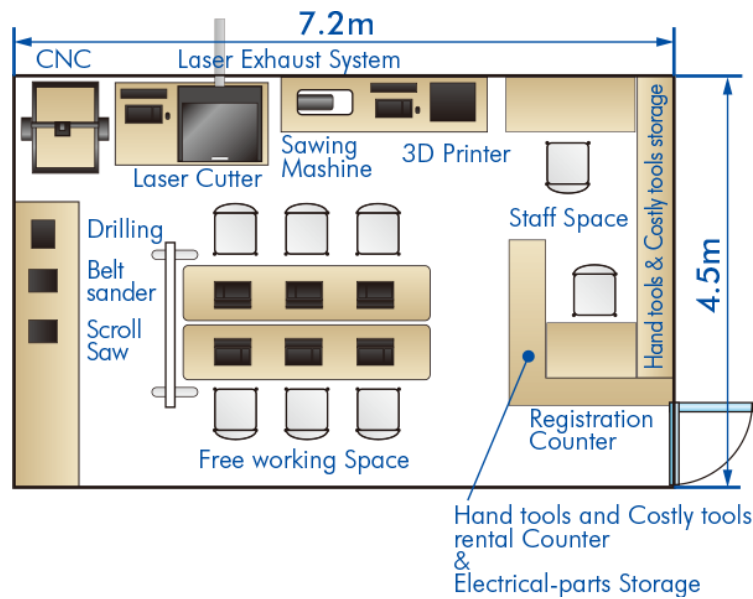 7.2m
CNC
Laser Exhaust System
Laser Cutter
Sawing
Mashine
3D Printer
Staff Space
Hand tools & Costly tools storage
4.5m
Drilling
Belt
sander
Scroll
Saw
Free working Space
Registration
Counter
Hand tools and Costly tools
rental Counter
&
Electrical-parts Storage